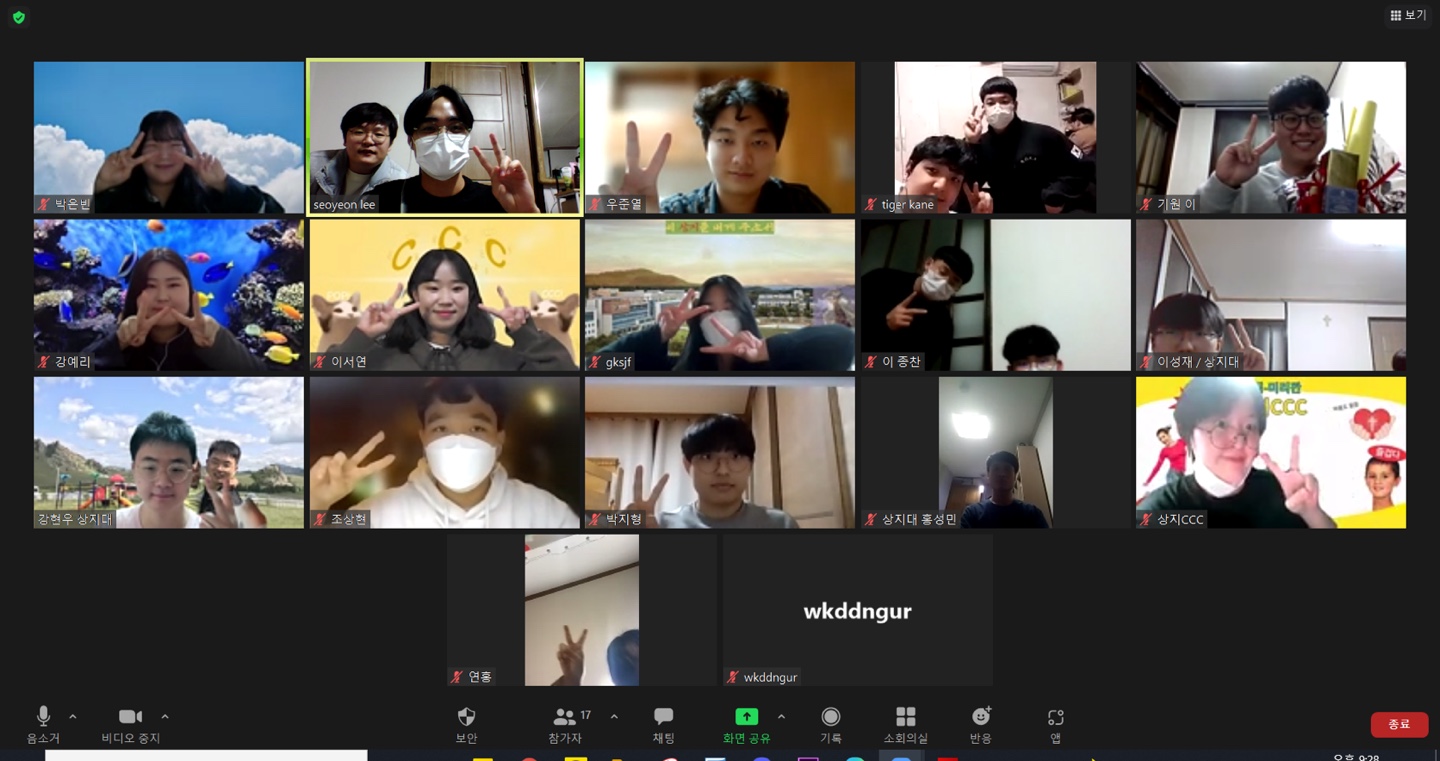 보기
박은빈
seoyeon lee
우준열
tiger kane
기원 이
C C C
강예리
이서연
gksjf
이 종찬
이성재 / 상지대
CCC
강현우 상지대
조상현
박지형
상지대 홍성민
상지CCC
연홍
wkddngur
wkddngur
17
음소거
비디오 중지
보안
참가자
채팅
화면 공유
기록
소회의실
반응
앱
종료
오후 9:28